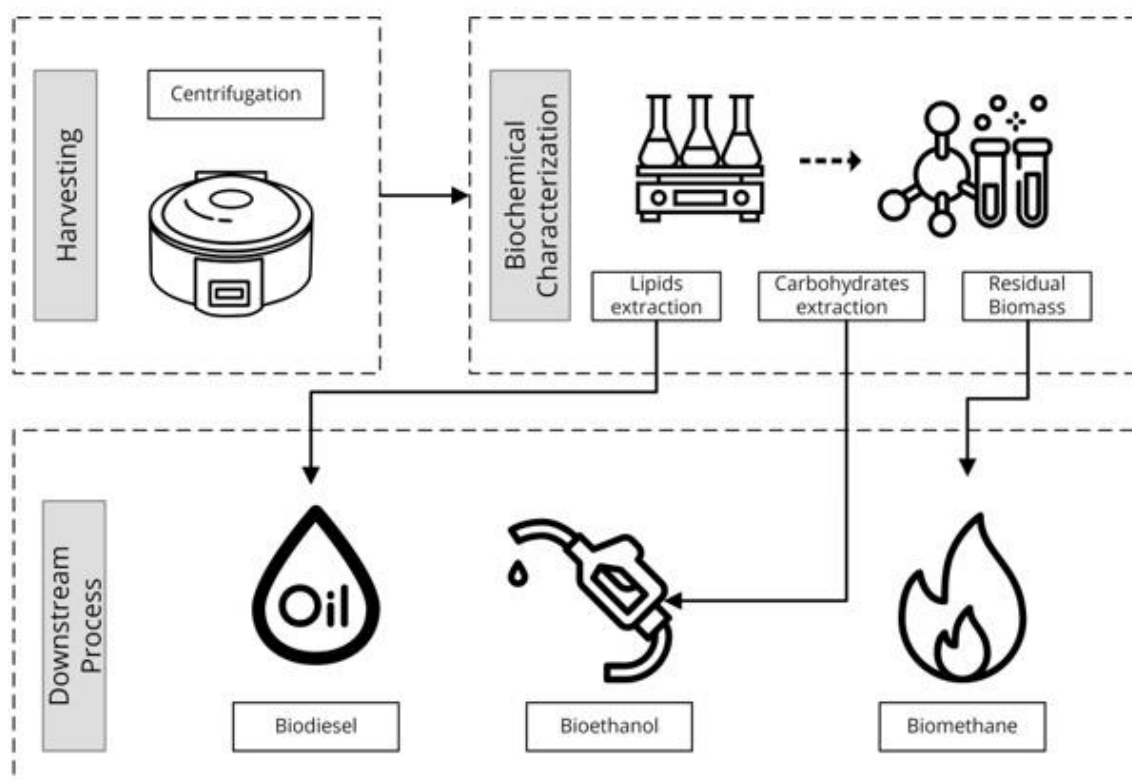 Harvesting
Centrifugation
Biochemical
Characterization
Lipids
extraction
Carbohydrates
extraction
Residual
Biomass
Downstream
Process
Oil
Biodiesel
Bioethanol
Biomethane